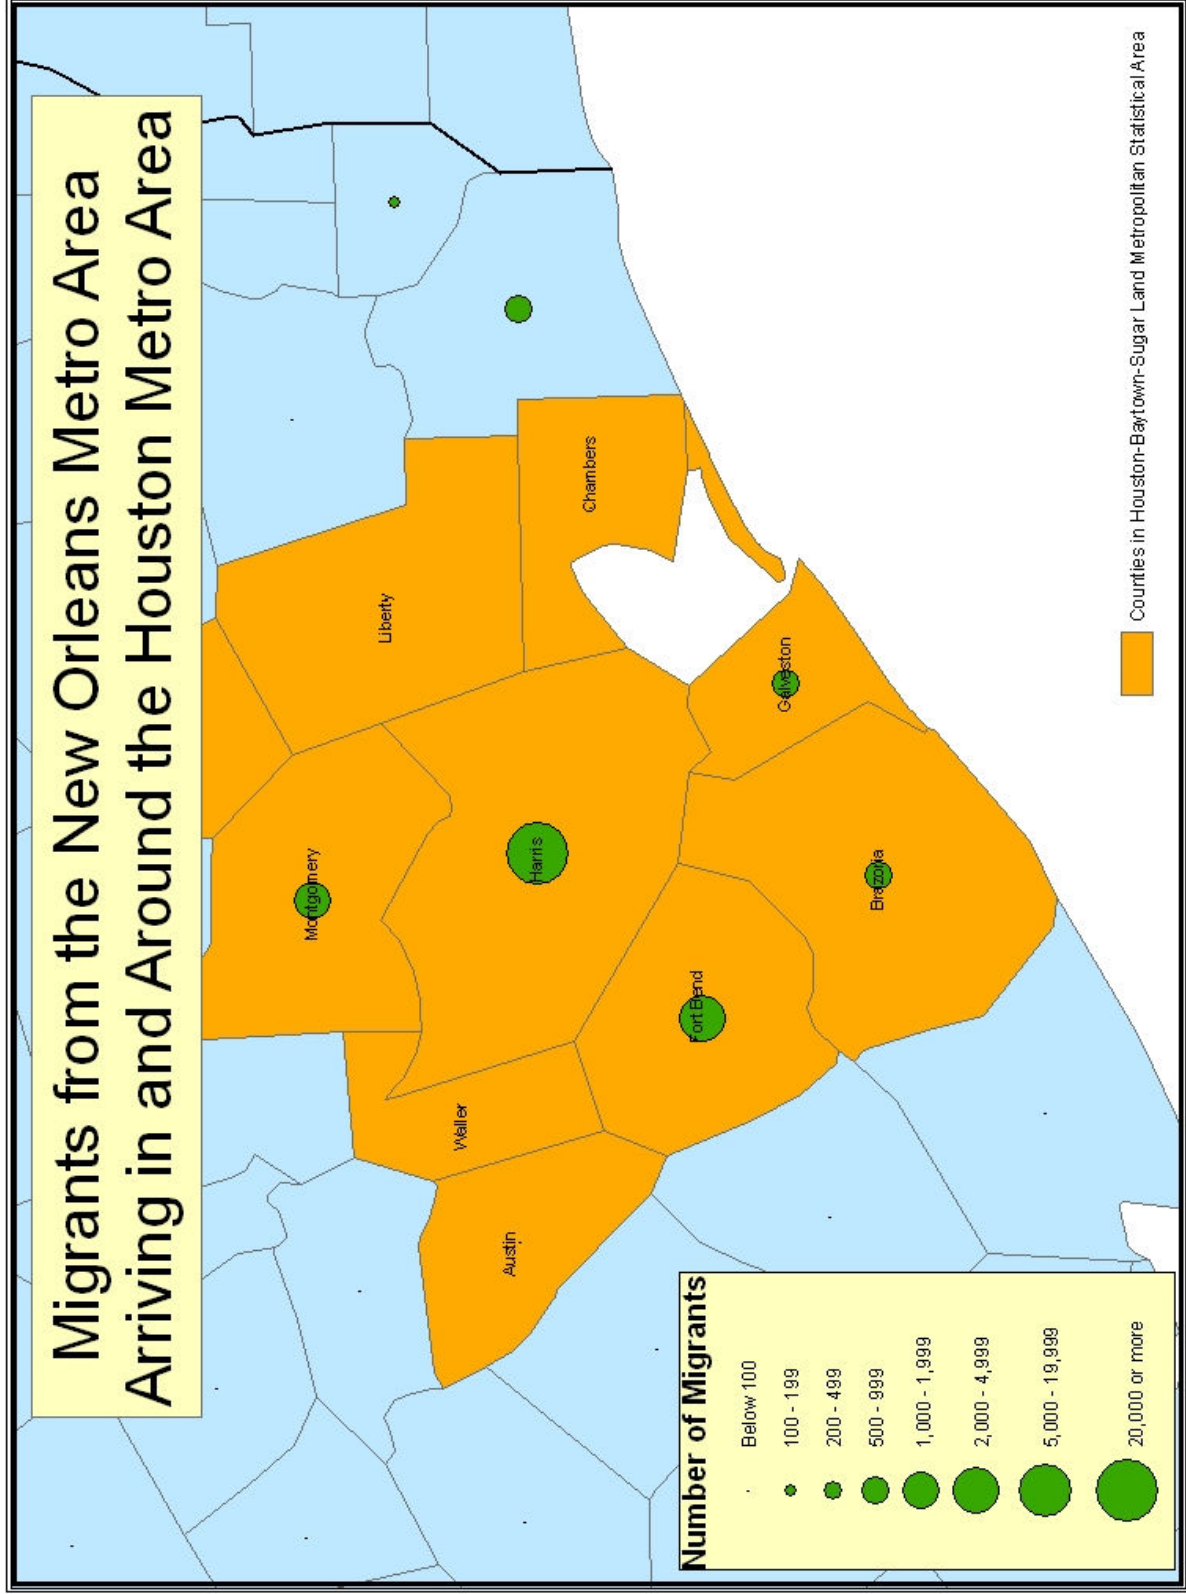 Migrants from the New Orleans Metro Area
Arriving in and Around the Houston Metro Area
Montgomery
Liberty
Chambers
Harris
Waller
Austin
Fort Bend
Galveston
Brazoria
Number of Migrants
Below 100
100 - 199
200 - 499
500 - 999
1,000 - 1,999
2,000 - 4,999
5,000 - 19,999
20,000 or more
Counties in Houston-Baytown-Sugar Land Metropolitan Statistical Area